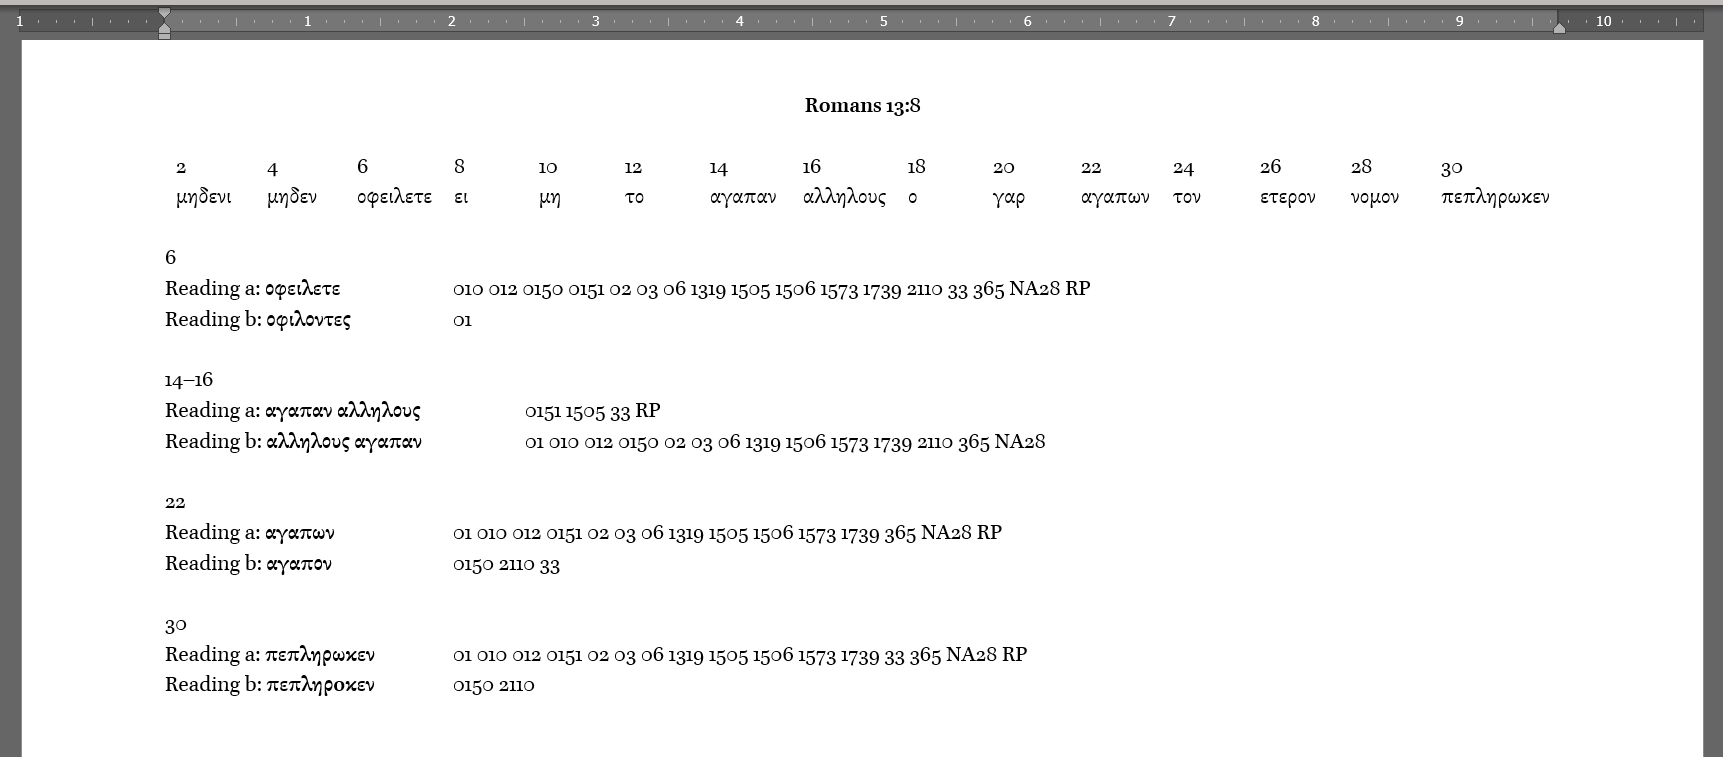 1 1 2 3 4 5 6 7 8 9 10
Romans 13:8
2 4 6 8 10 12 14 16 18 20 22 24 26 28 30
μηδενι μηδεν οφειλετε ει μη το αγαπαν αλληλους ο γαρ αγαπων τον ετερον νομον πεπληρωκεν
6
Reading a: οφειλετε 010 012 0150 0151 02 03 06 1319 1505 1506 1573 1739 2110 33 365 NA28 RP
Reading b: οφιλοντες 01
14–16
Reading a: αγαπαν αλληλους 0151 1505 33 RP
Reading b: αλληλους αγαπαν 01 010 012 0150 02 03 06 1319 1506 1573 1739 2110 365 NA28
22
Reading a: αγαπων 01 010 012 0151 02 03 06 1319 1505 1506 1573 1739 365 NA28 RP
Reading b: αγαπον 0150 2110 33
30
Reading a: πεπληρωκεν 01 010 012 0151 02 03 06 1319 1505 1506 1573 1739 33 365 NA28 RP
Reading b: πεπληροκεν 0150 2110